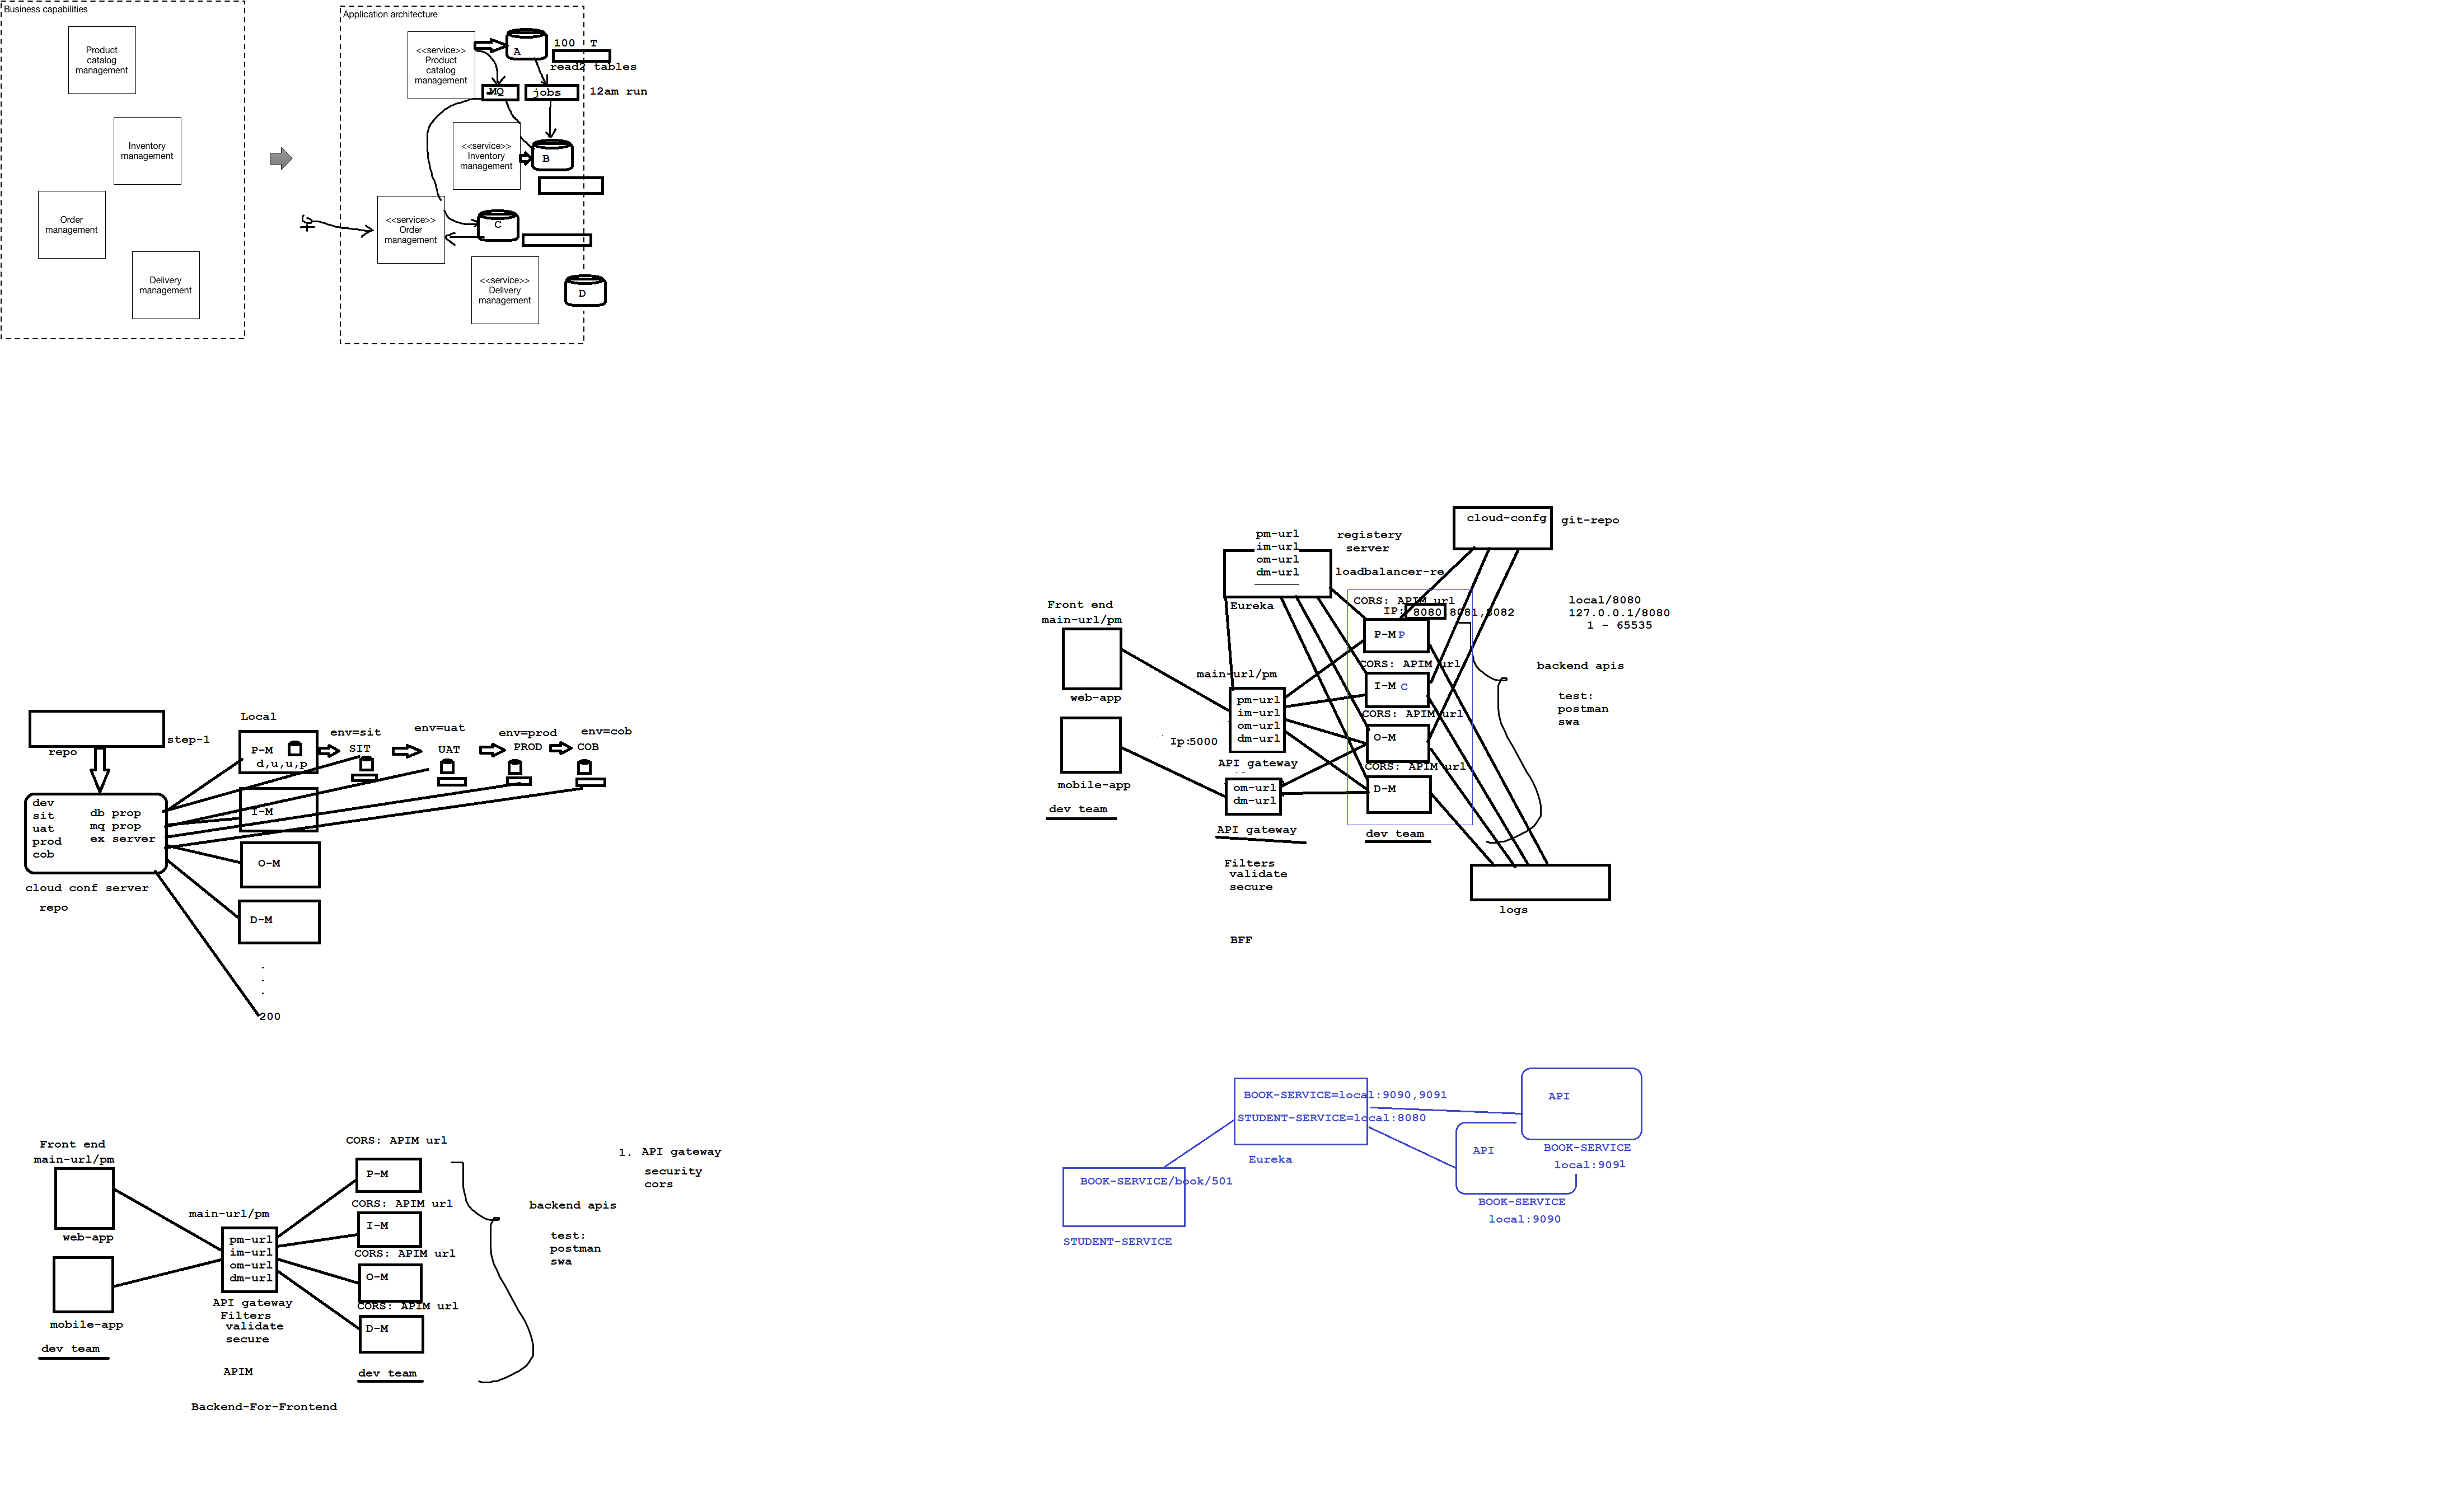 Business capabilities
Product
catalog
management
Inventory
management
Order
management
Delivery
management
Application architecture
<<service>>
Product
catalog
management
A
100 T
read2 tables
MQ
jobs
12am run
<<service>>
Inventory
management
B
<<service>>
Order
management
C
<<service>>
Delivery
management
D
repo
step-1
Local
P-M
d,u,u,p
env=sit
SIT
env=uat
UAT
env=prod
PROD
env=cob
COB
dev
sit
uat
prod
cob
db prop
mq prop
ex server
cloud conf server
repo
I-M
O-M
D-M
.
.
.
200
Front end
main-url/pm
web-app
mobile-app
dev team
main-url/pm
pm-url
im-url
om-url
dm-url
API gateway
Filters
validate
secure
APIM
Backend-For-Frontend
CORS: APIM url
P-M
CORS: APIM url
I-M
CORS: APIM url
O-M
CORS: APIM url
D-M
dev team
backend apis
test:
postman
swa
1. API gateway
security
cors
pm-url
im-url
om-url
dm-url
Eureka
registery
server
loadbalancer-re
cloud-confg
git-repo
Front end
main-url/pm
web-app
mobile-app
dev team
main-url/pm
pm-url
im-url
om-url
dm-url
Ip:5000
API gateway
om-url
dm-url
API gateway
Filters
validate
secure
BFF
CORS: APIM url
IP: 8080 8081,8082
P-M P
CORS: APIM url
I-M C
CORS: APIM url
O-M
CORS: APIM url
D-M
dev team
local/8080
127.0.0.1/8080
1 - 65535
backend apis
test:
postman
swa
logs
BOOK-SERVICE=local:9090,9091
STUDENT-SERVICE=local:8080
Eureka
BOOK-SERVICE/book/501
STUDENT-SERVICE
API
BOOK-SERVICE
local:9091
API
BOOK-SERVICE
local:9090